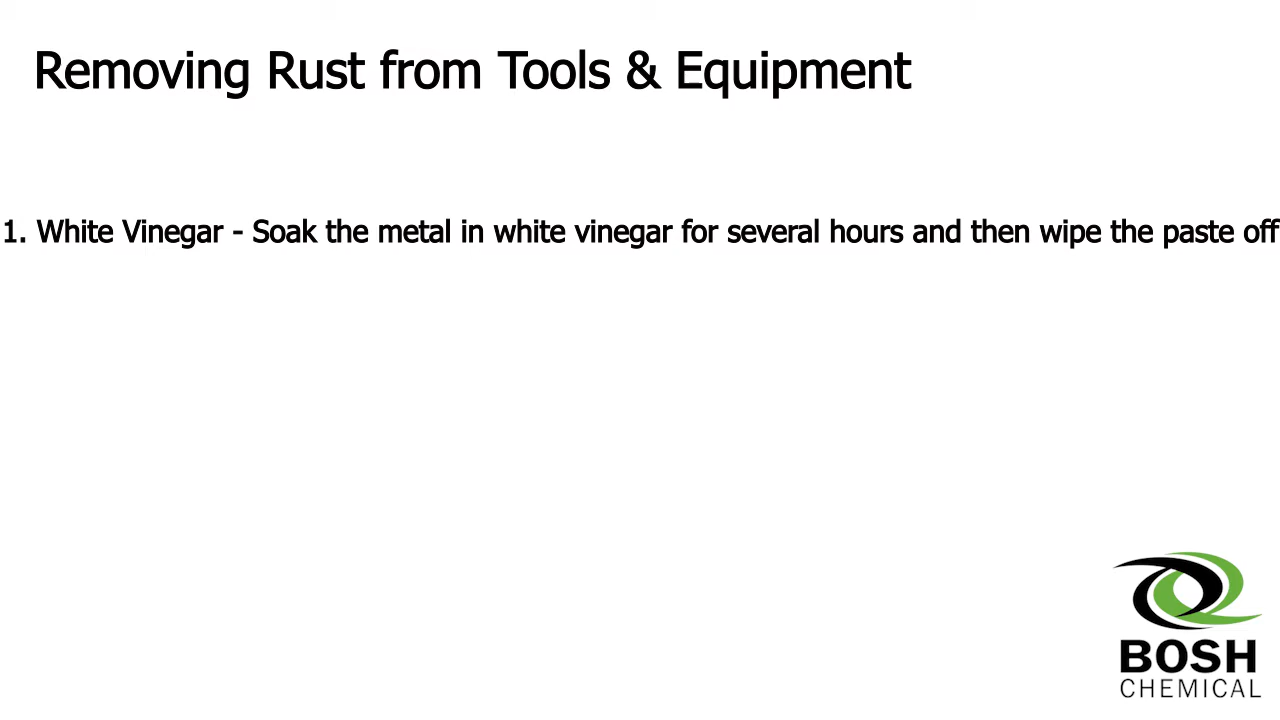 Removing Rust from Tools & Equipment
1. White Vinegar - Soak the metal in white vinegar for several hours and then wipe the paste off
BOSH
CHEMICAL